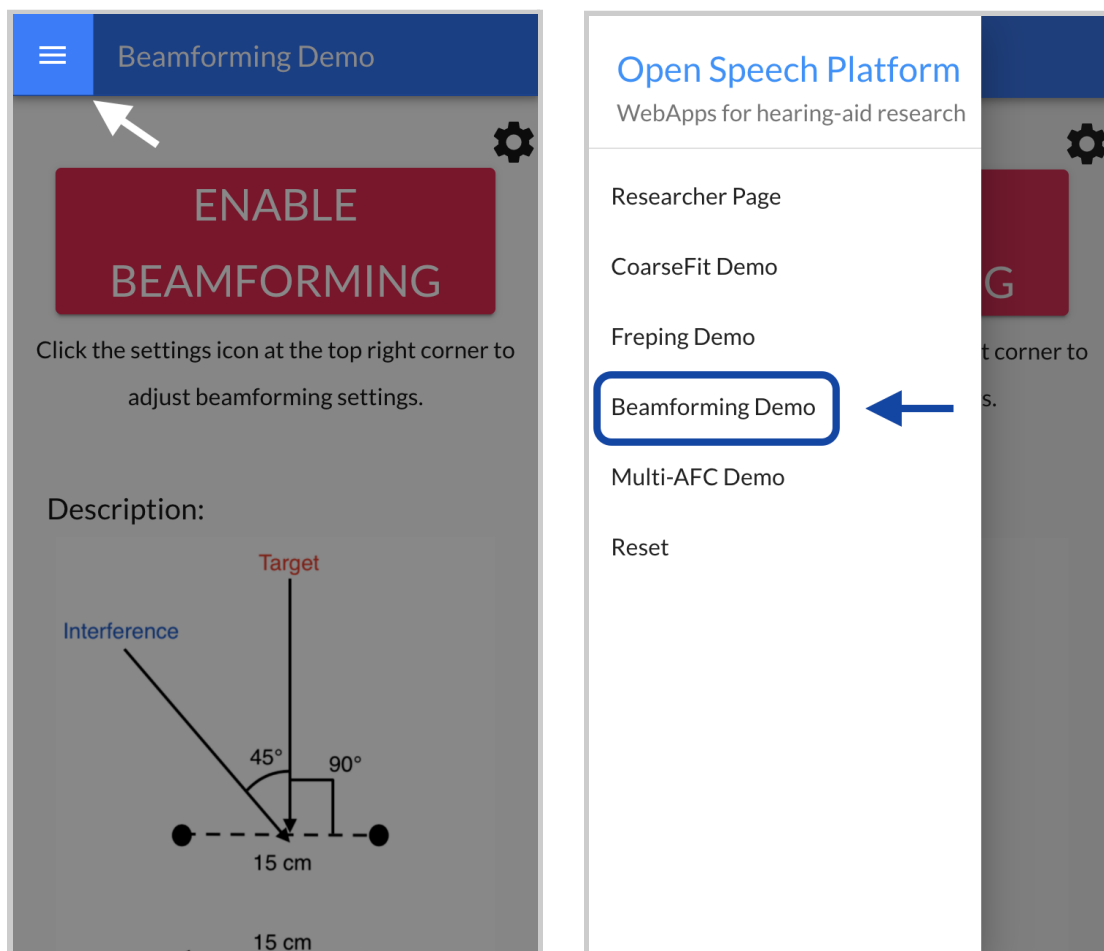 Beamforming Demo
ENABLE
BEAMFORMING
Click the settings icon at the top right corner to
adjust beamforming settings.
Description:
Target
Interference
45°
90°
15 cm
15 cm
Open Speech Platform
WebApps for hearing-aid research
Researcher Page
CoarseFit Demo
Freping Demo
Beamforming Demo
Multi-AFC Demo
Reset
G
t corner to
s.